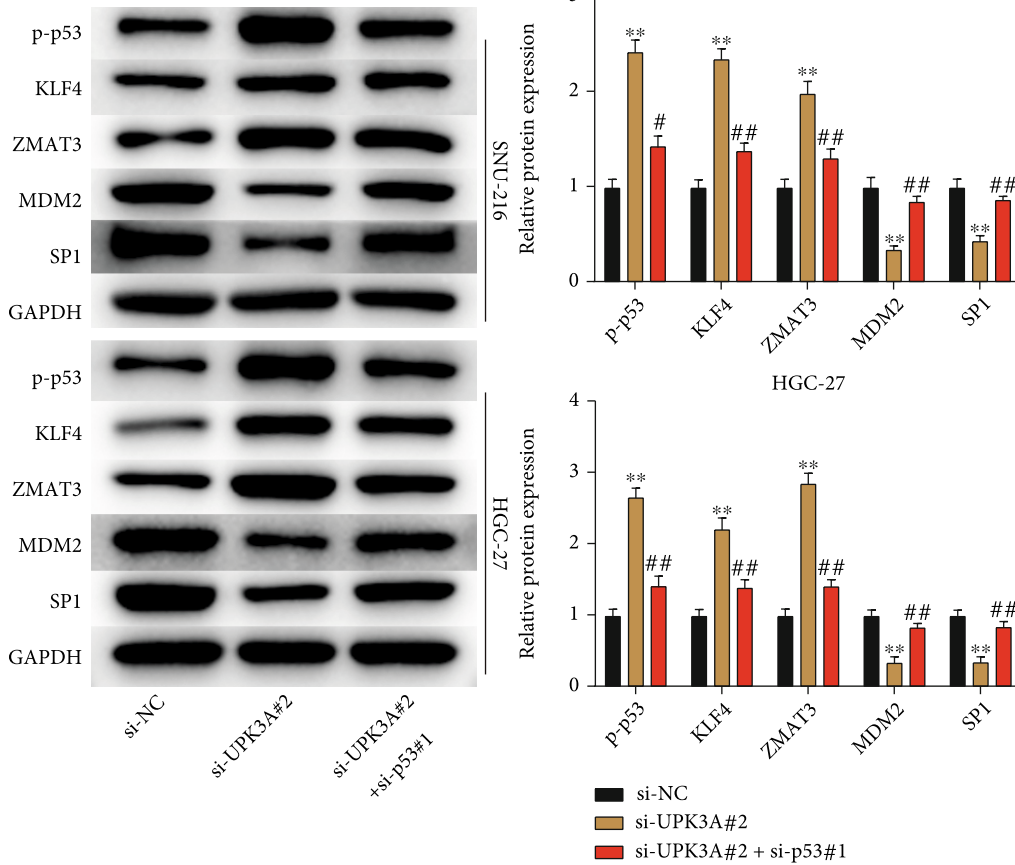 p-p53
KLF4
ZMAT3
MDM2
SP1
GAPDH
SNU-216
p-p53
KLF4
ZMAT3
MDM2
SP1
GAPDH
HGC-27
si-NC
si-UPK3A#2
si-UPK3A#2
+si-p53#1
Relative protein expression
2
1
0
**
#
**
##
**
##
**
##
**
##
p-p53
KLF4
ZMAT3
MDM2
SP1
HGC-27
Relative protein expression
4
3
2
1
0
**
##
**
##
**
##
**
##
**
##
p-p53
KLF4
ZMAT3
MDM2
SP1
si-NC
si-UPK3A#2
si-UPK3A#2 + si-p53#1